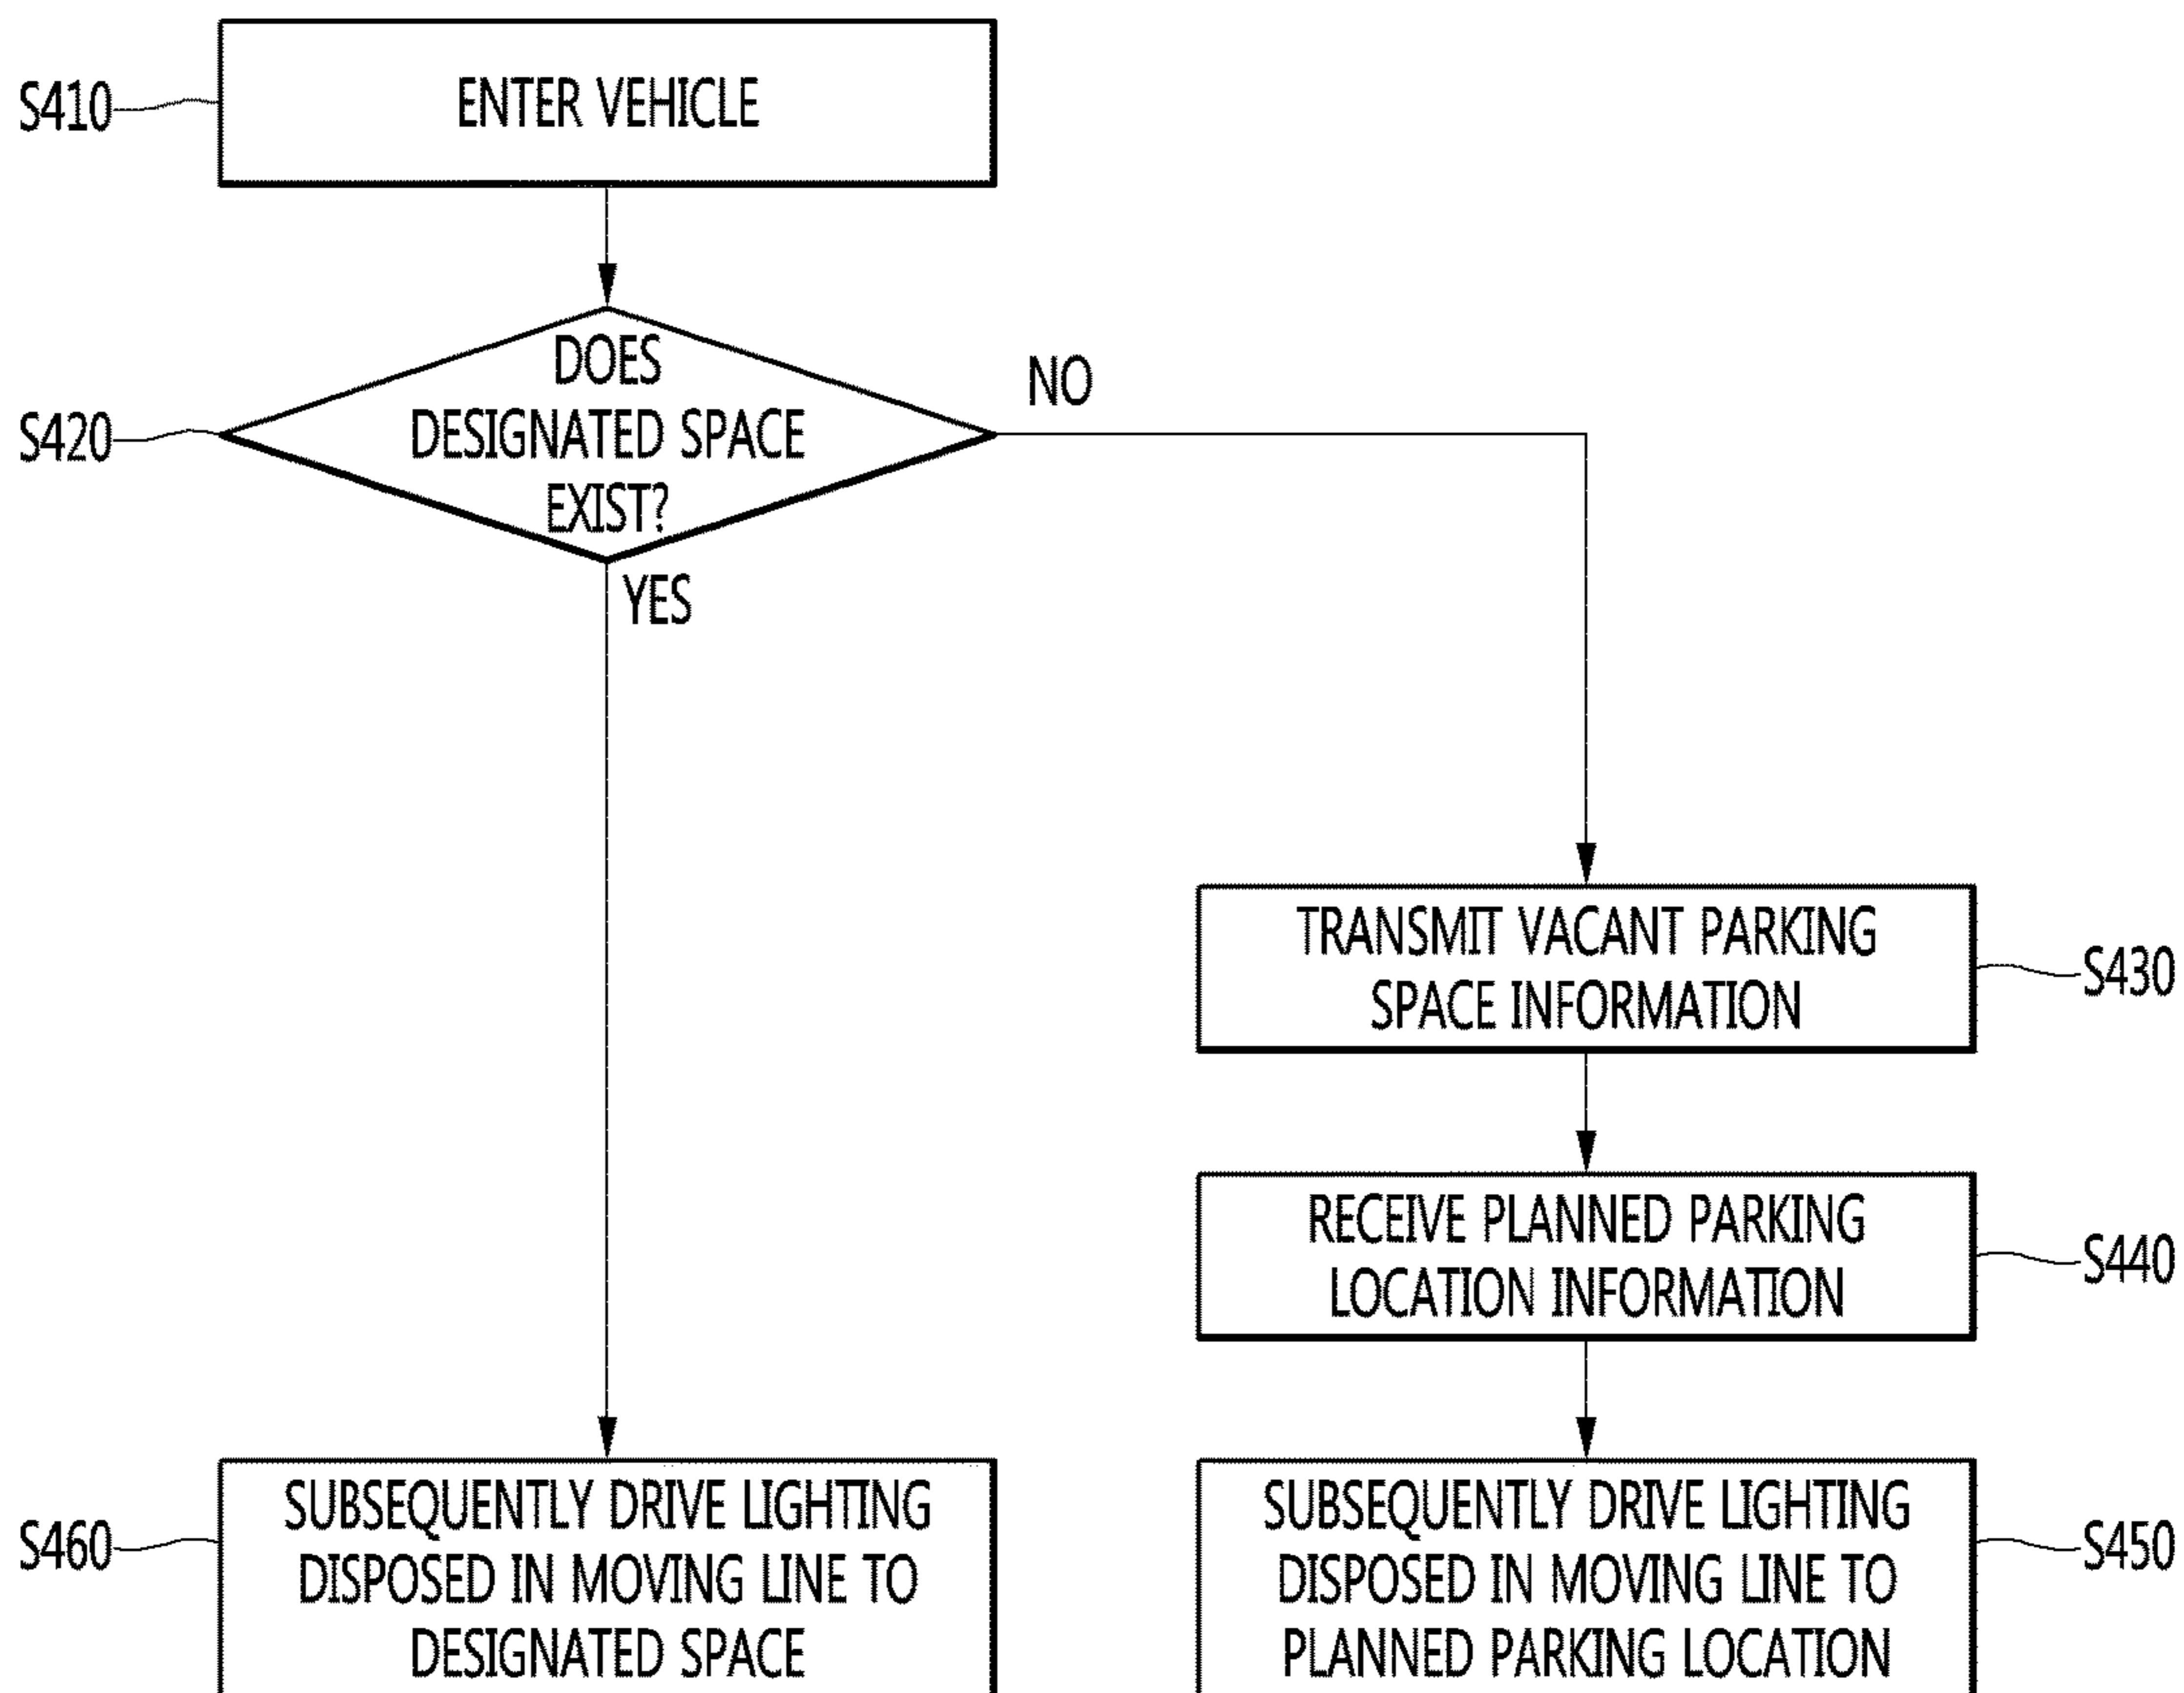 S410
ENTER VEHICLE
S420
DOES
DESIGNATED SPACE
EXIST?
NO
YES
TRANSMIT VACANT PARKING
SPACE INFORMATION
S430
RECEIVE PLANNED PARKING
LOCATION INFORMATION
S440
S460
SUBSEQUENTLY DRIVE LIGHTING
DISPOSED IN MOVING LINE TO
DESIGNATED SPACE
SUBSEQUENTLY DRIVE LIGHTING
DISPOSED IN MOVING LINE TO
PLANNED PARKING LOCATION
S450